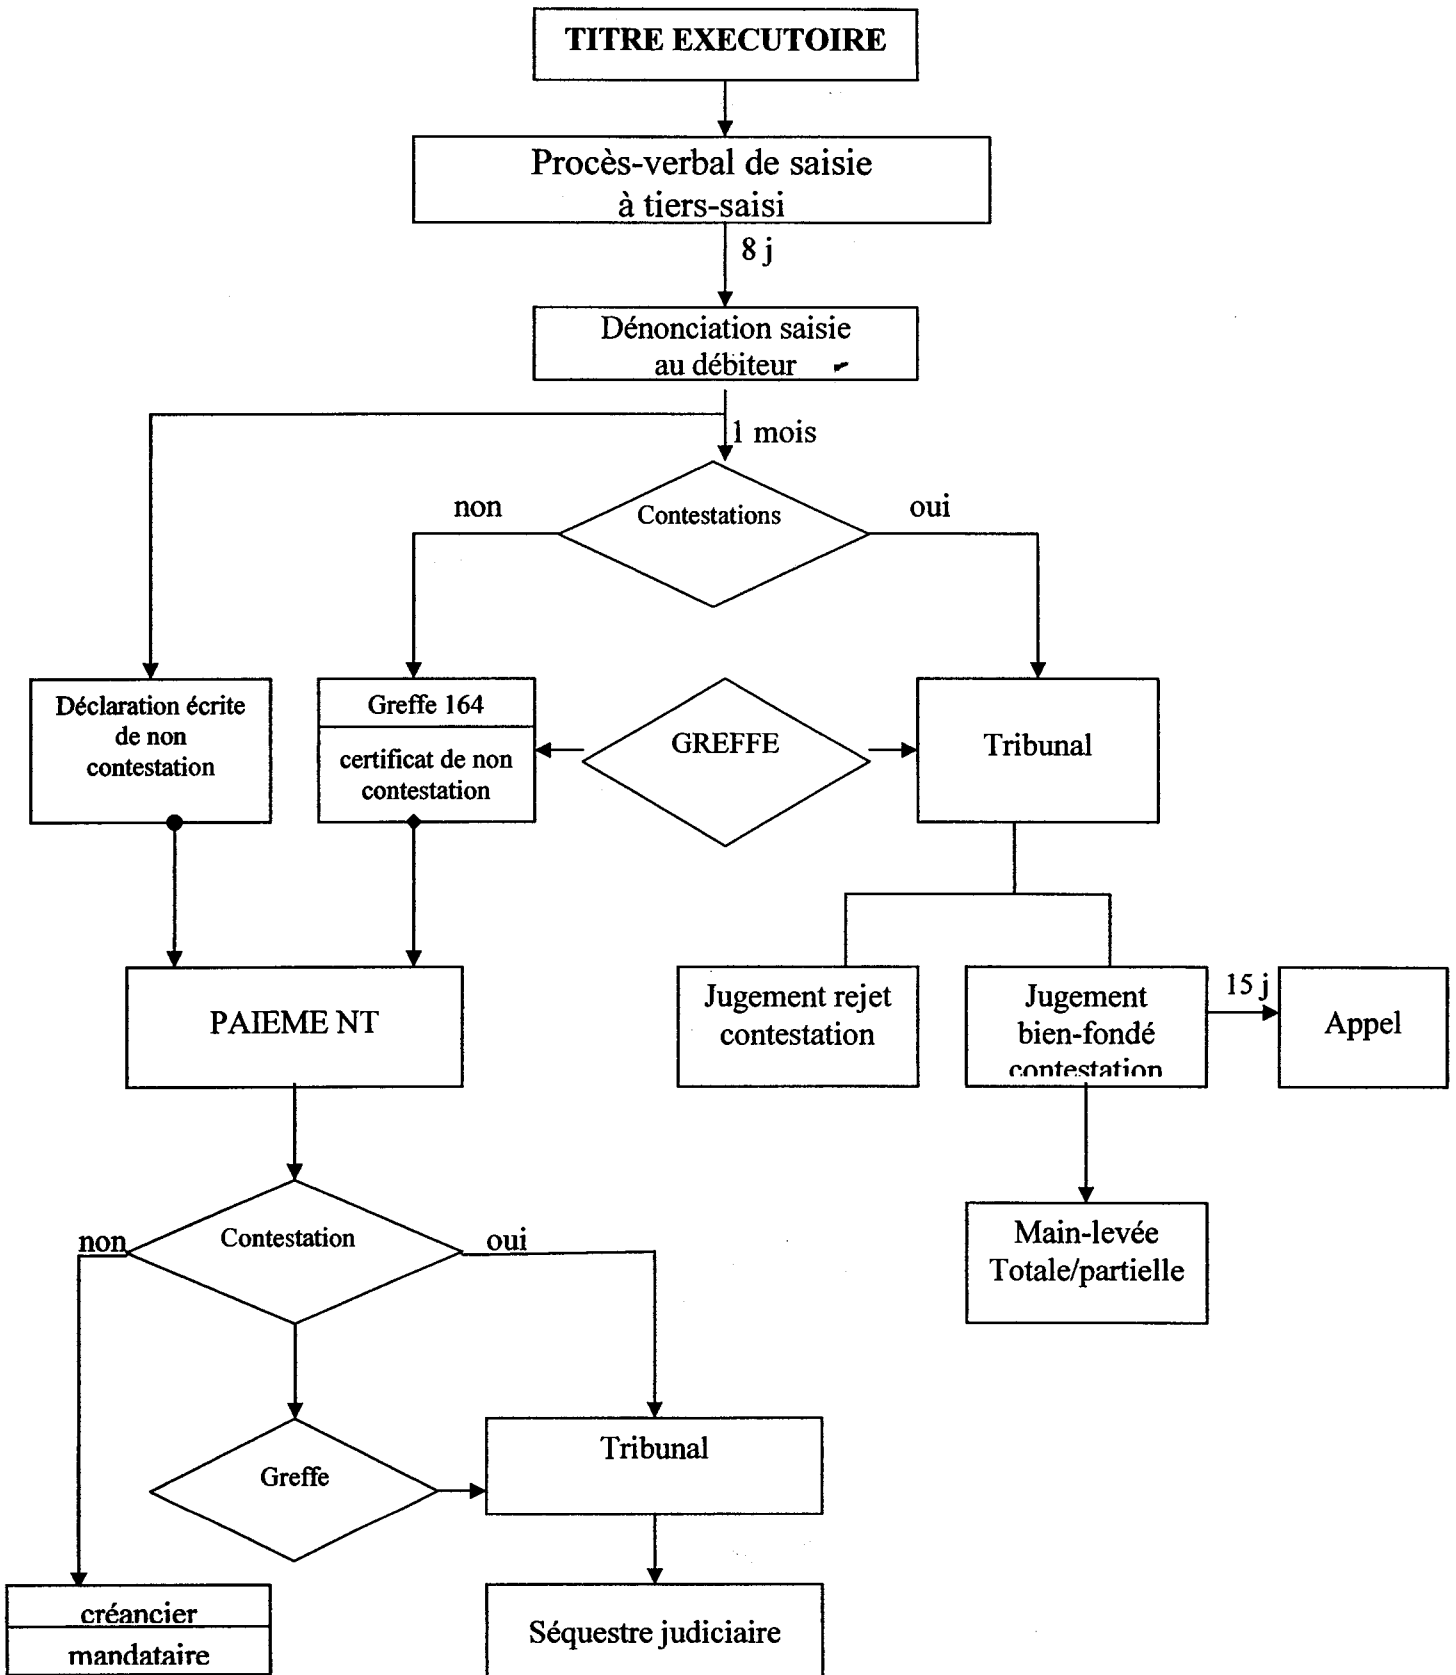 TITRE EXECUTOIRE
Procès-verbal de saisie
à tiers-saisi
8 j
Dénonciation saisie
au débiteur
1 mois
non
Contestations
oui
Déclaration écrite
de non
contestation
Greffe 164
certificat de non
contestation
GREFFE
Tribunal
PAIEME NT
Jugement rejet
contestation
Jugement
bien-fondé
contestation
15 j
Appel
non
Contestation
oui
Main-levée
Totale/partielle
Greffe
Tribunal
créancier
mandataire
Séquestre judiciaire